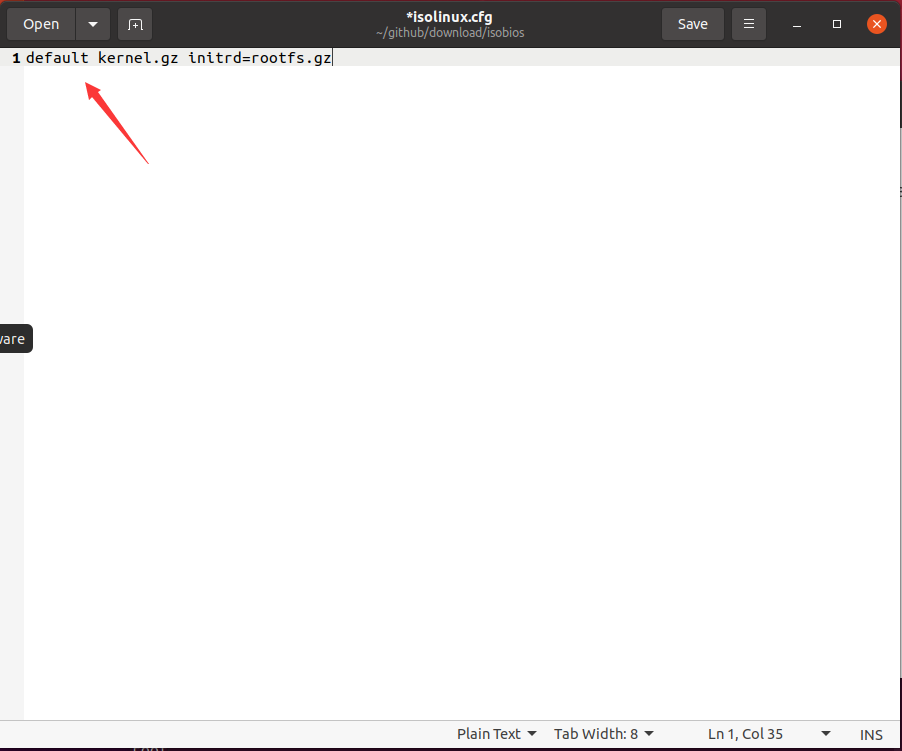 Open
*isolinux.cfg
~/github/download/isobios
Save
1 default kernel.gz initrd=rootfs.gz
Plain Text
Tab Width: 8
Ln 1, Col 35
INS